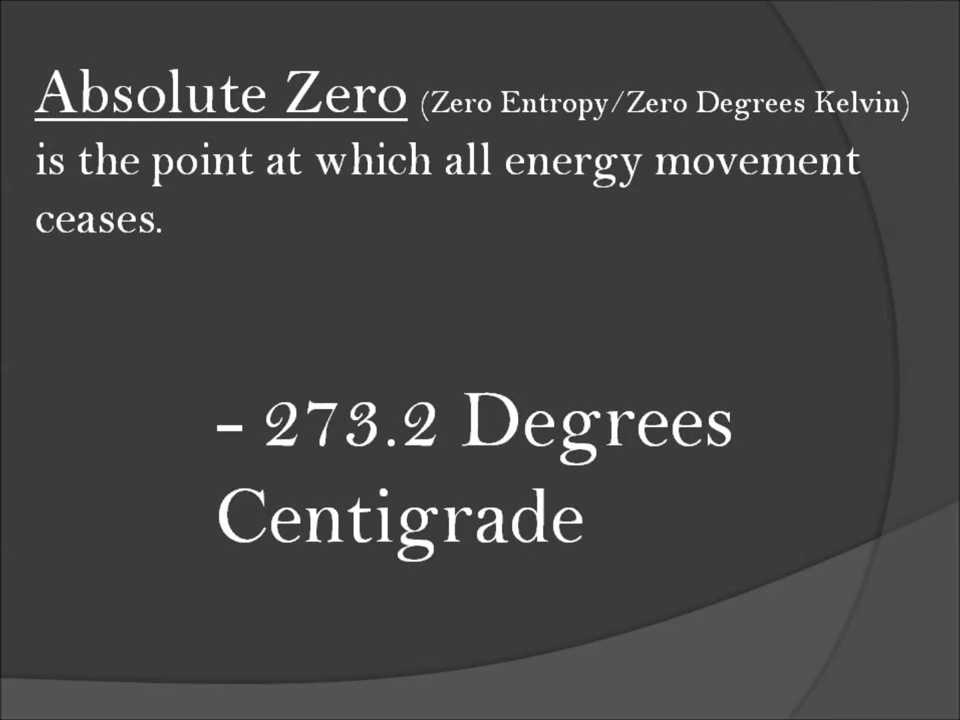 Absolute Zero (Zero Entropy/Zero Degrees Kelvin)
is the point at which all energy movement
ceases.
- 273.2 Degrees
Centigrade